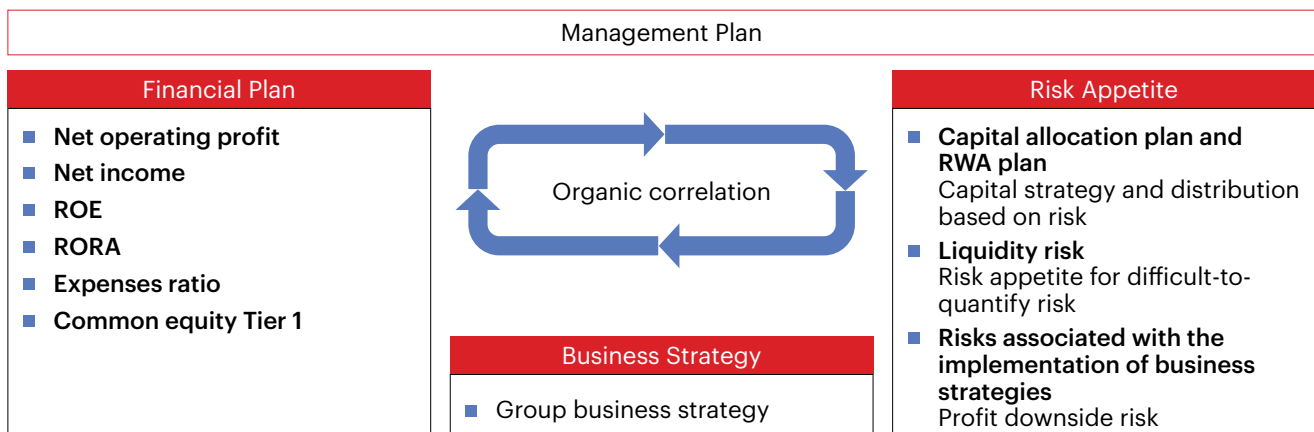 Management Plan
Financial Plan
Net operating profit
Net income
ROE
RORA
Expenses ratio
Common equity Tier 1
Organic correlation
Business Strategy
Group business strategy
Risk Appetite
Capital allocation plan and
RWA plan
Capital strategy and distribution
based on risk
Liquidity risk
Risk appetite for difficult-to-
quantify risk
Risks associated with the
implementation of business
strategies
Profit downside risk